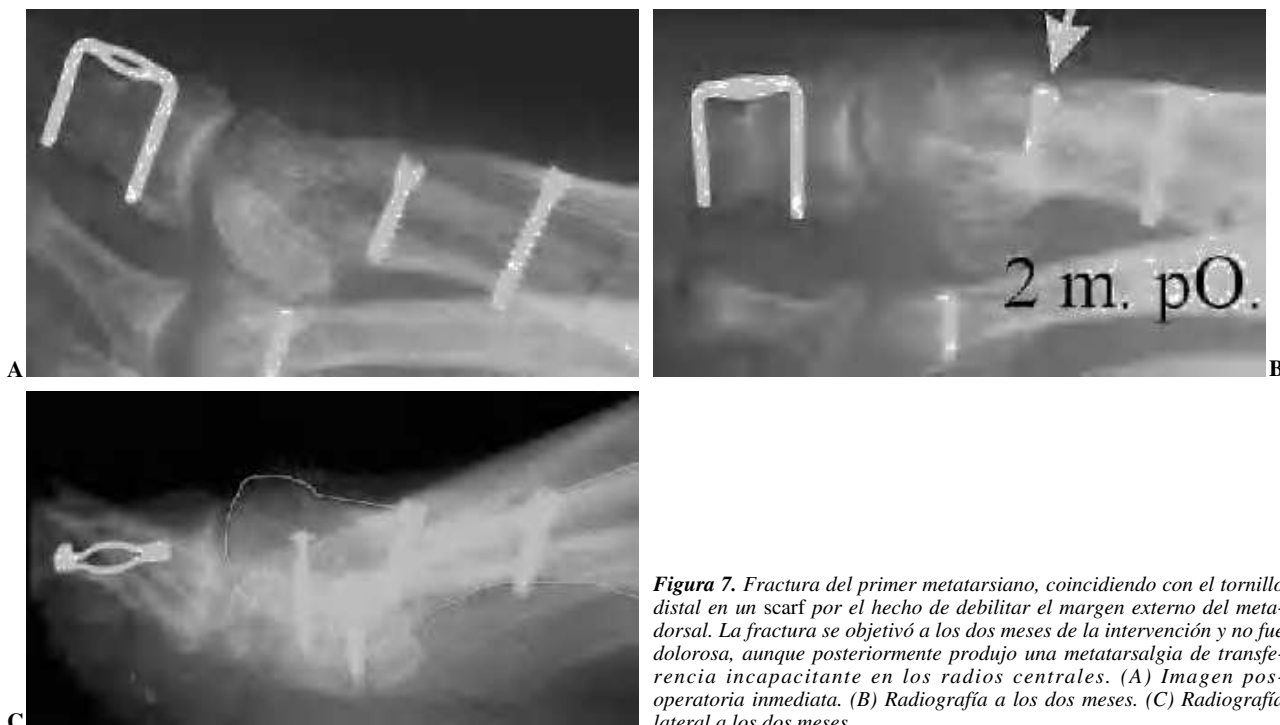 A
B
2 m. pO.
C
Figura 7. Fractura del primer metatarsiano, coincidiendo con el tornillo
distal en un scarf por el hecho de debilitar el margen externo del meta-
dorsal. La fractura se objetivó a los dos meses de la intervención y no fue
dolorosa, aunque posteriormente produjo una metatarsalgia de transfe-
rencia incapacitante en los radios centrales. (A) Imagen pos-
operatoria inmediata. (B) Radiografía a los dos meses. (C) Radiografía
lateral a los dos meses.